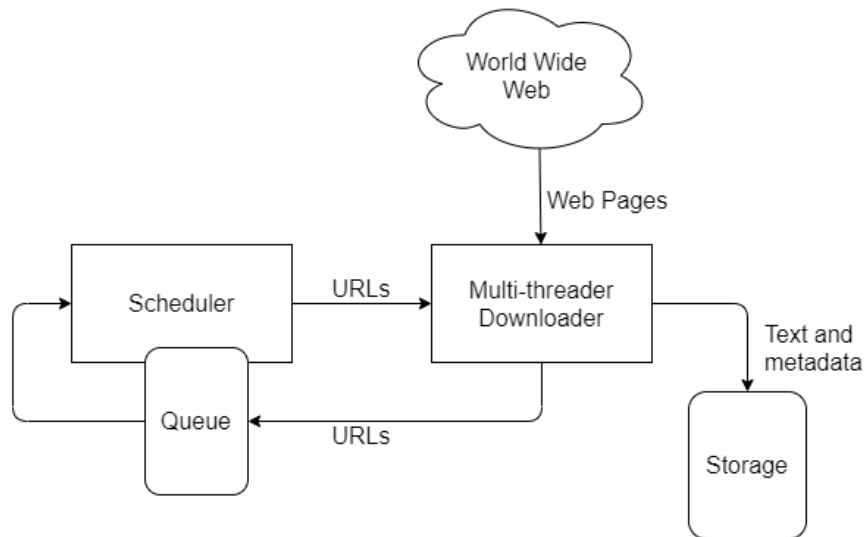 World Wide
Web
Web Pages
Scheduler
URLs
Multi-threader
Downloader
Text and
metadata
Queue
URLs
Storage